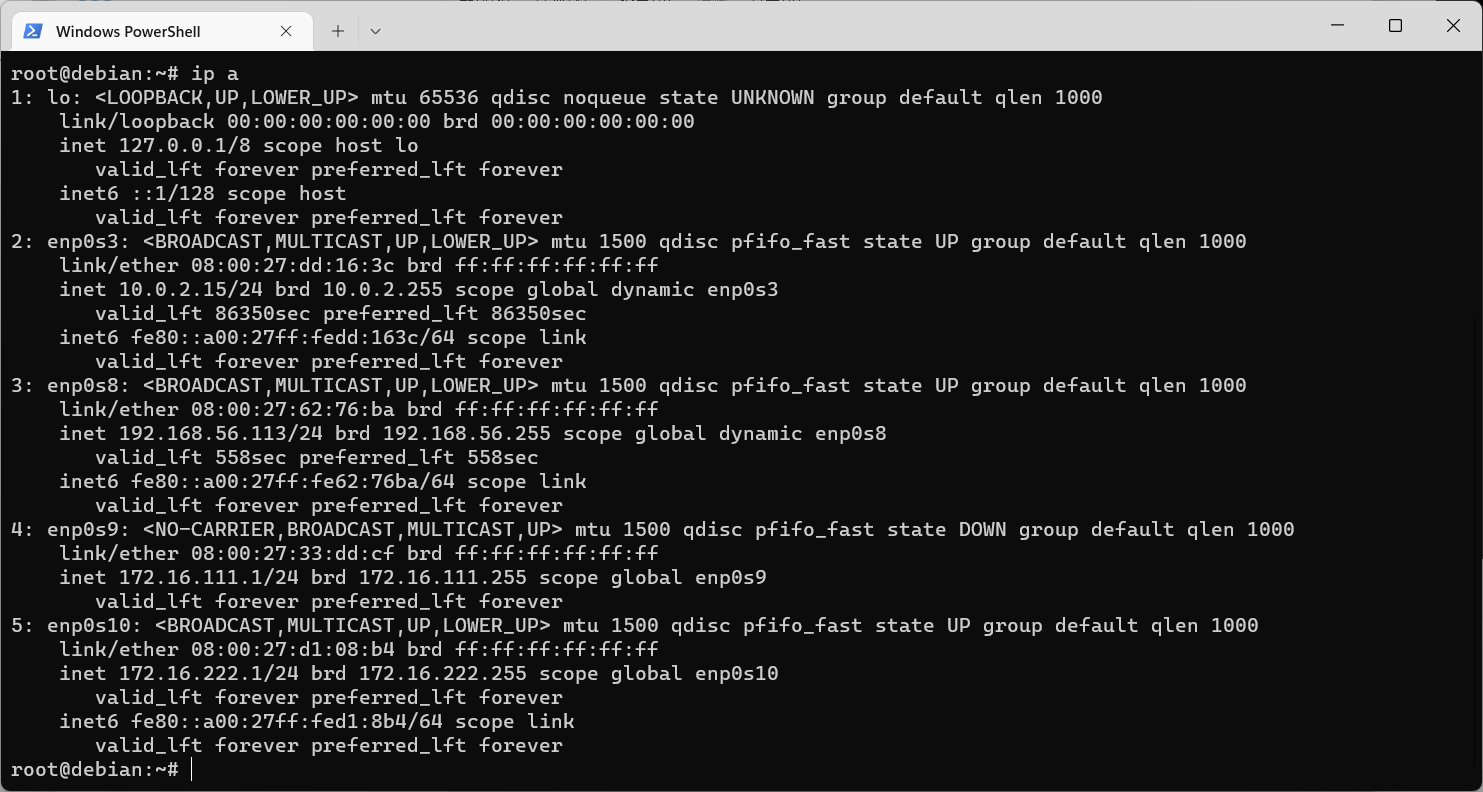 Windows PowerShell
root@debian:~# ip a
1: lo: <LOOPBACK,UP,LOWER_UP> mtu 65536 qdisc noqueue state UNKNOWN group default qlen 1000
    link/loopback 00:00:00:00:00:00 brd 00:00:00:00:00:00
    inet 127.0.0.1/8 scope host lo
       valid_lft forever preferred_lft forever
    inet6 ::1/128 scope host
       valid_lft forever preferred_lft forever
2: enp0s3: <BROADCAST,MULTICAST,UP,LOWER_UP> mtu 1500 qdisc pfifo_fast state UP group default qlen 1000
    link/ether 08:00:27:dd:16:3c brd ff:ff:ff:ff:ff:ff
    inet 10.0.2.15/24 brd 10.0.2.255 scope global dynamic enp0s3
       valid_lft 86350sec preferred_lft 86350sec
    inet6 fe80::a00:27ff:fedd:163c/64 scope link
       valid_lft forever preferred_lft forever
3: enp0s8: <BROADCAST,MULTICAST,UP,LOWER_UP> mtu 1500 qdisc pfifo_fast state UP group default qlen 1000
    link/ether 08:00:27:62:76:ba brd ff:ff:ff:ff:ff:ff
    inet 192.168.56.113/24 brd 192.168.56.255 scope global dynamic enp0s8
       valid_lft 558sec preferred_lft 558sec
    inet6 fe80::a00:27ff:fe62:76ba/64 scope link
       valid_lft forever preferred_lft forever
4: enp0s9: <NO-CARRIER,BROADCAST,MULTICAST,UP> mtu 1500 qdisc pfifo_fast state DOWN group default qlen 1000
    link/ether 08:00:27:33:dd:cf brd ff:ff:ff:ff:ff:ff
    inet 172.16.111.1/24 brd 172.16.111.255 scope global enp0s9
       valid_lft forever preferred_lft forever
5: enp0s10: <BROADCAST,MULTICAST,UP,LOWER_UP> mtu 1500 qdisc pfifo_fast state UP group default qlen 1000
    link/ether 08:00:27:d1:08:b4 brd ff:ff:ff:ff:ff:ff
    inet 172.16.222.1/24 brd 172.16.222.255 scope global enp0s10
       valid_lft forever preferred_lft forever
    inet6 fe80::a00:27ff:fed1:8b4/64 scope link
       valid_lft forever preferred_lft forever
root@debian:~#